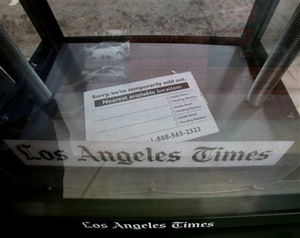 Sorry, we're temporarily sold out.
Nearest available location:
1-888-565-2323
Los Angeles Times
Los Angeles Times